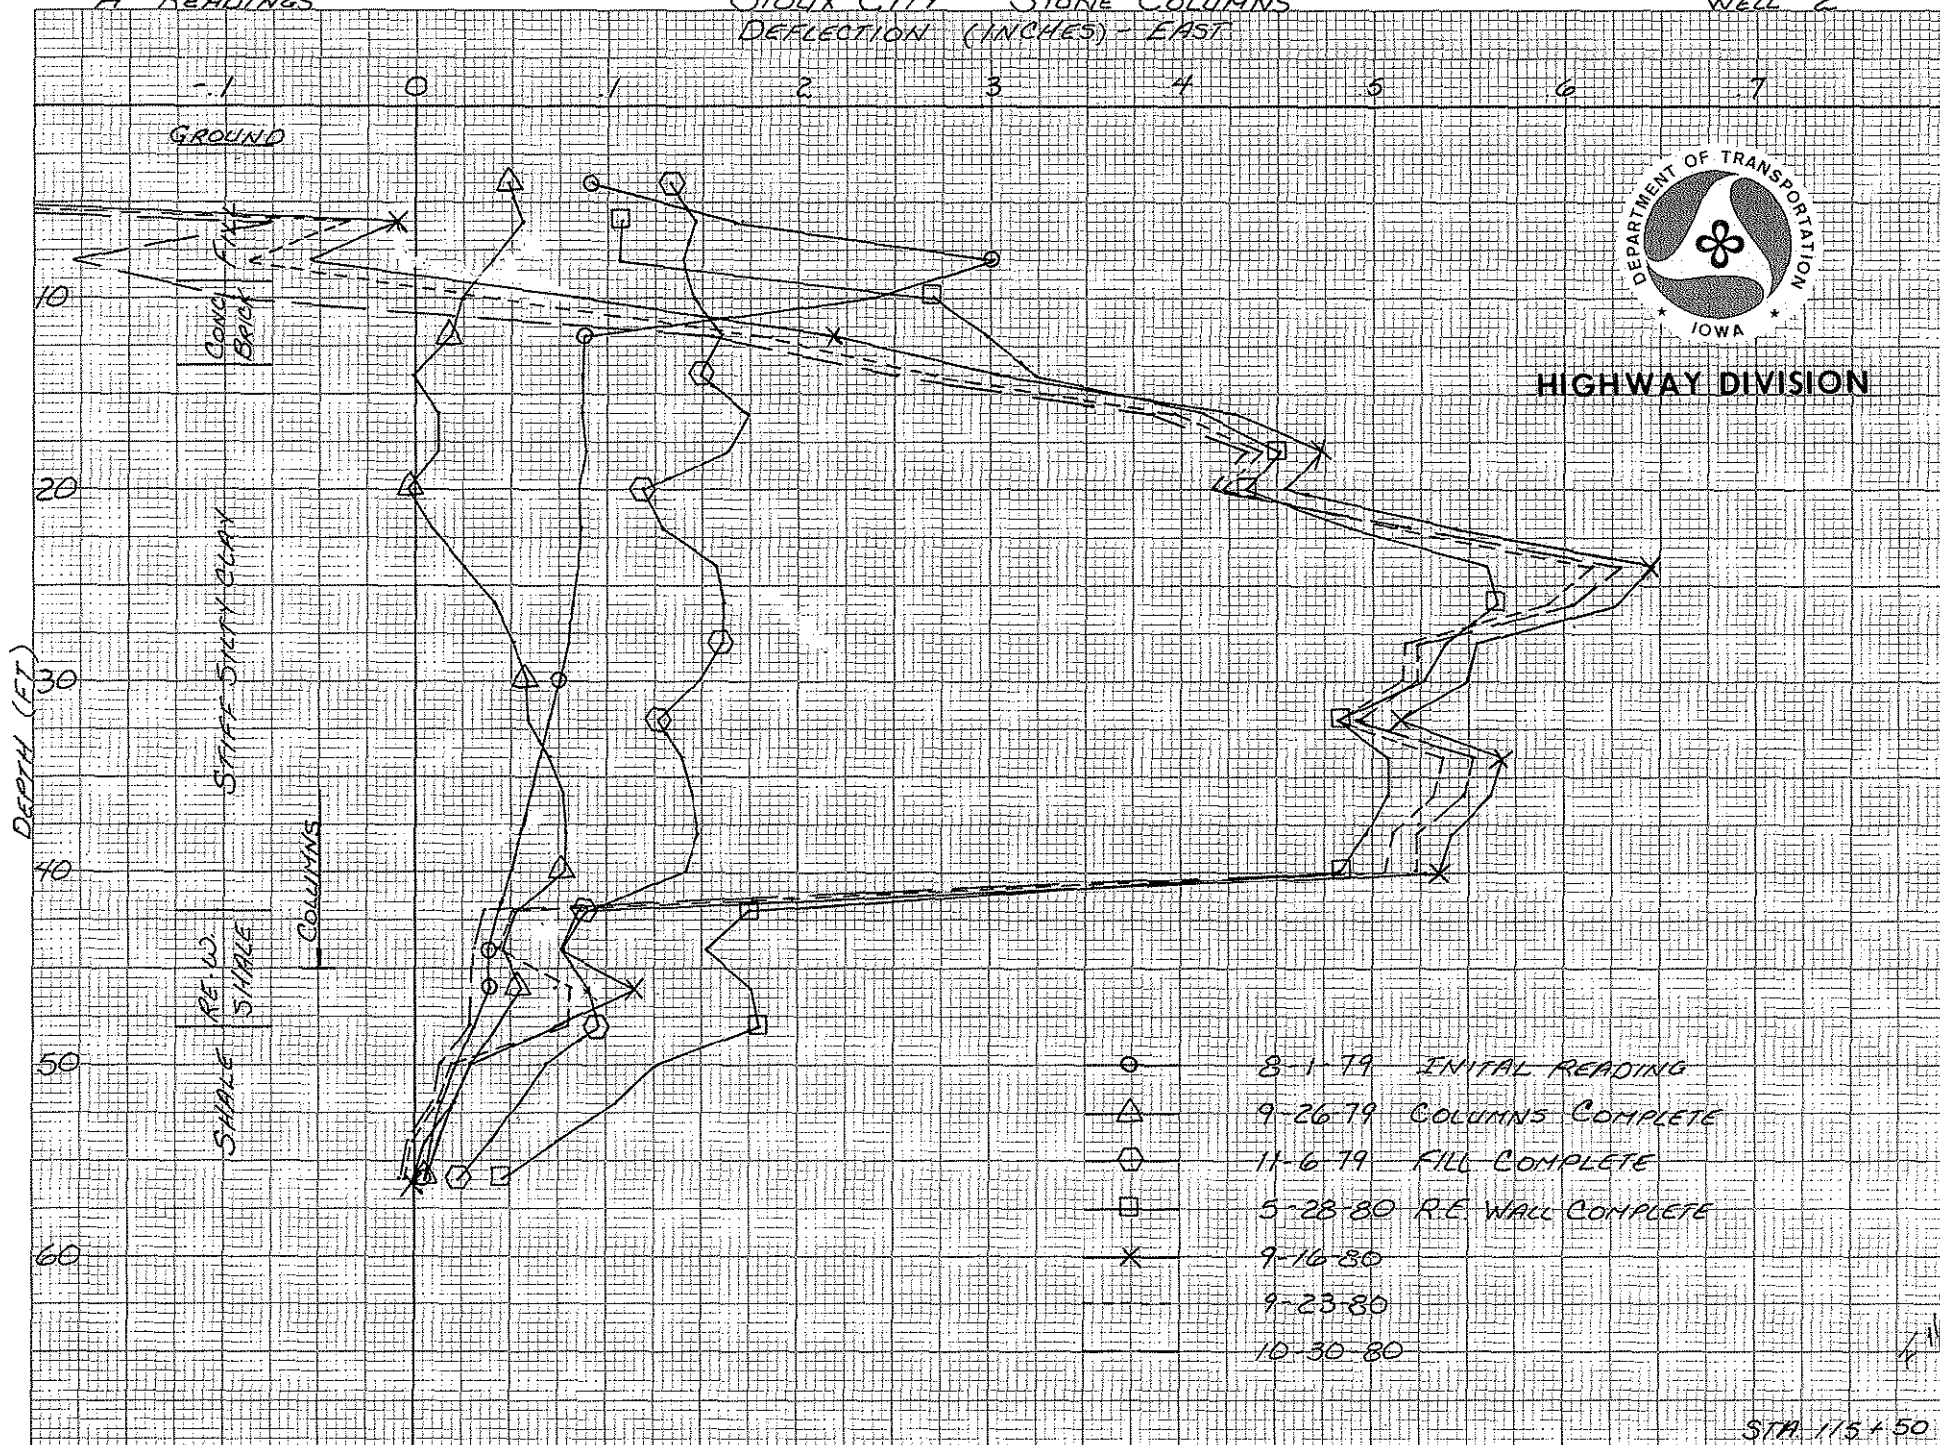 "A" READINGS
SIOUX CITY - STONE COLUMNS
WELL 2
DEFLECTION (INCHES) - EAST
-.1 0 .1 .2 .3 .4 .5 .6 .7
GROUND
FILL
CONC.
BRICK
STIFF SILTY CLAY
COLUMNS
RE-W.
SHALE
SHALE
DEPTH (FT)
10
20
30
40
50
60
DEPARTMENT OF TRANSPORTATION
IOWA
HIGHWAY DIVISION
8-1-79 INITAL READING
9-26-79 COLUMNS COMPLETE
11-6-79 FILL COMPLETE
5-28-80 R.E. WALL COMPLETE
9-16-80
9-23-80
10-30-80
STA. 115+50